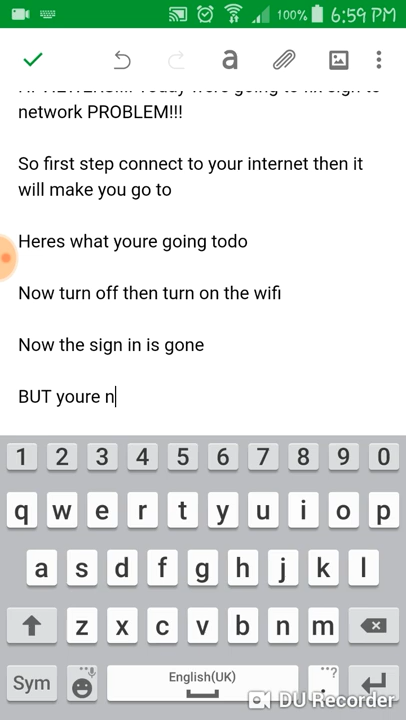 100% 6:59 PM
a
network PROBLEM!!!
So first step connect to your internet then it
will make you go to
Heres what youre going todo
Now turn off then turn on the wifi
Now the sign in is gone
BUT youre n
1 2 3 4 5 6 7 8 9 0
q w e r t y u i o p
a s d f g h j k l
z x c v b n m
Sym English(UK) .
DU Recorder